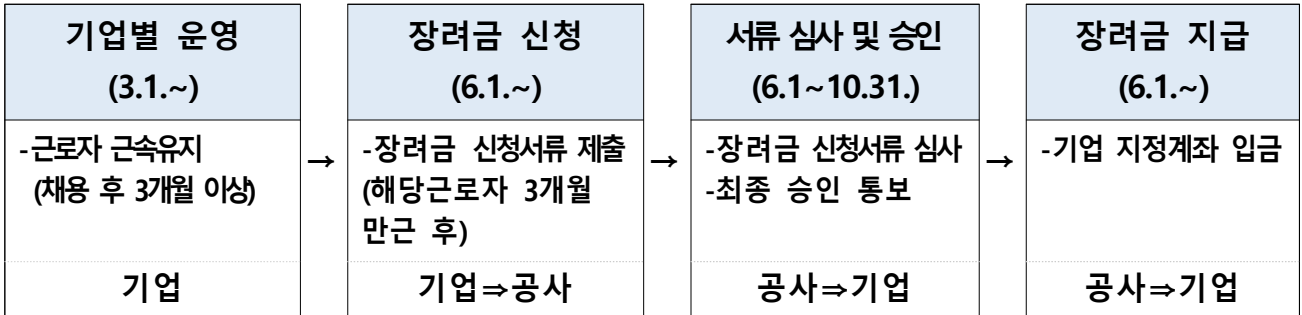 기업별 운영
(3.1.~)
-근로자 근속유지
(채용 후 3개월 이상)
기업
→
장려금 신청
(6.1.~)
-장려금 신청서류 제출
(해당근로자 3개월
만근 후)
기업⇒공사
→
서류 심사 및 승인
(6.1~10.31.)
-장려금 신청서류 심사
-최종 승인 통보
공사⇒기업
→
장려금 지급
(6.1.~)
-기업 지정계좌 입금
공사⇒기업